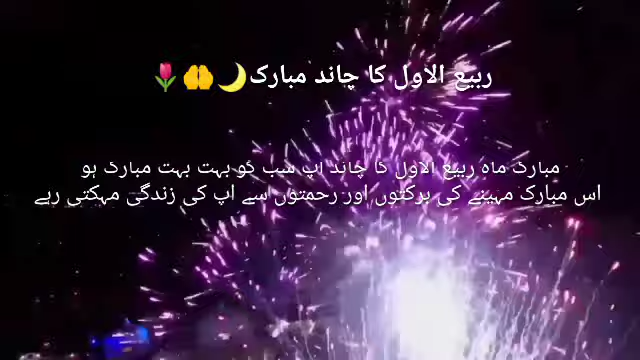 ربیع الاول کا چاند مبارک🌙🤲🌷
مبارک ماہ ربیع الاول کا چاند آپ سب کو بہت بہت مبارک ہو
اس مبارک مہینے کی برکتوں اور رحمتوں سے آپ کی زندگی مہکتی رہے